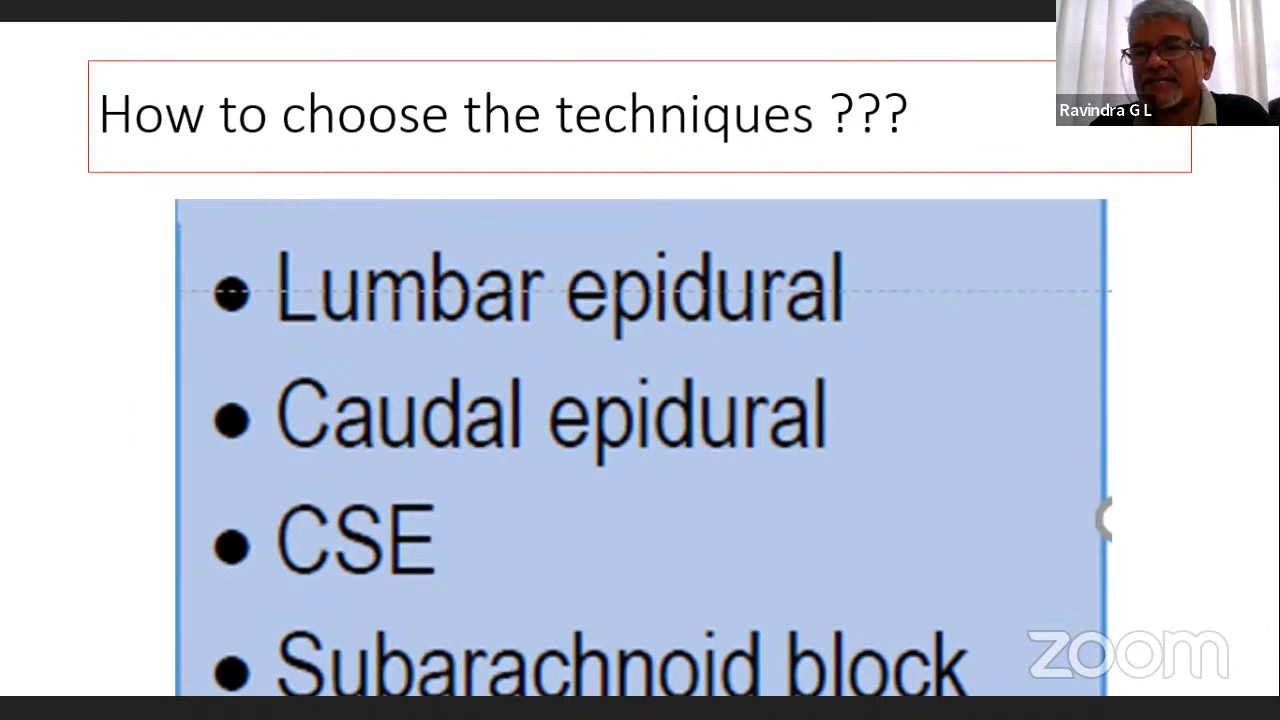 How to choose the techniques ???
Ravindra G L
• Lumbar epidural
• Caudal epidural
• CSE
• Subarachnoid block
zoom